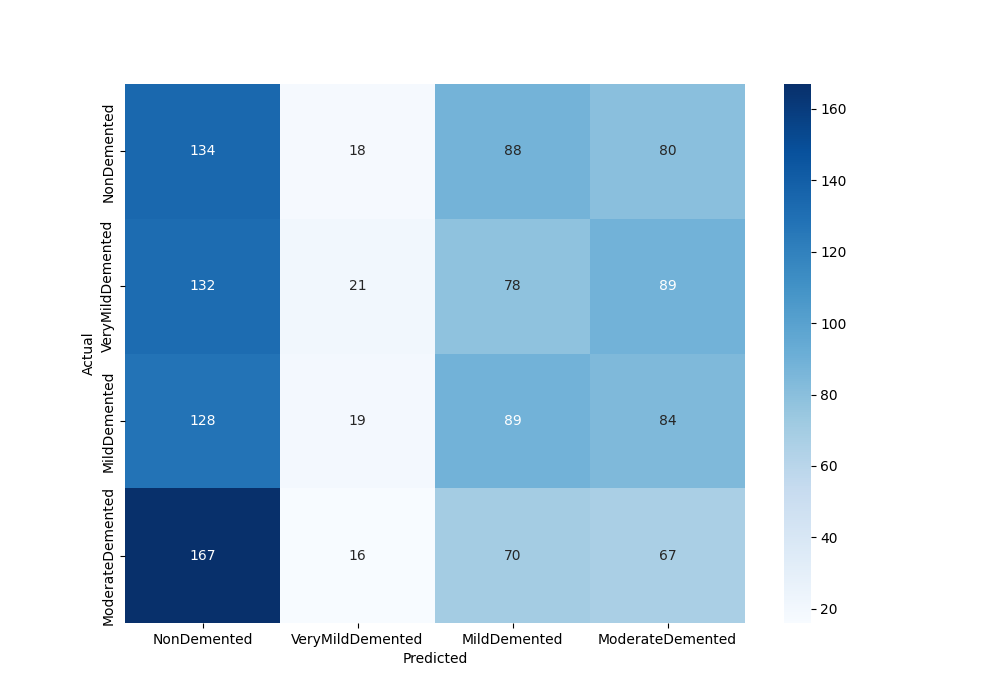 134 18 88 80
132 21 78 89
128 19 89 84
167 16 70 67
NonDemented
VeryMildDemented
MildDemented
ModerateDemented
Actual
NonDemented VeryMildDemented MildDemented ModerateDemented
Predicted
160
140
120
100
80
60
40
20